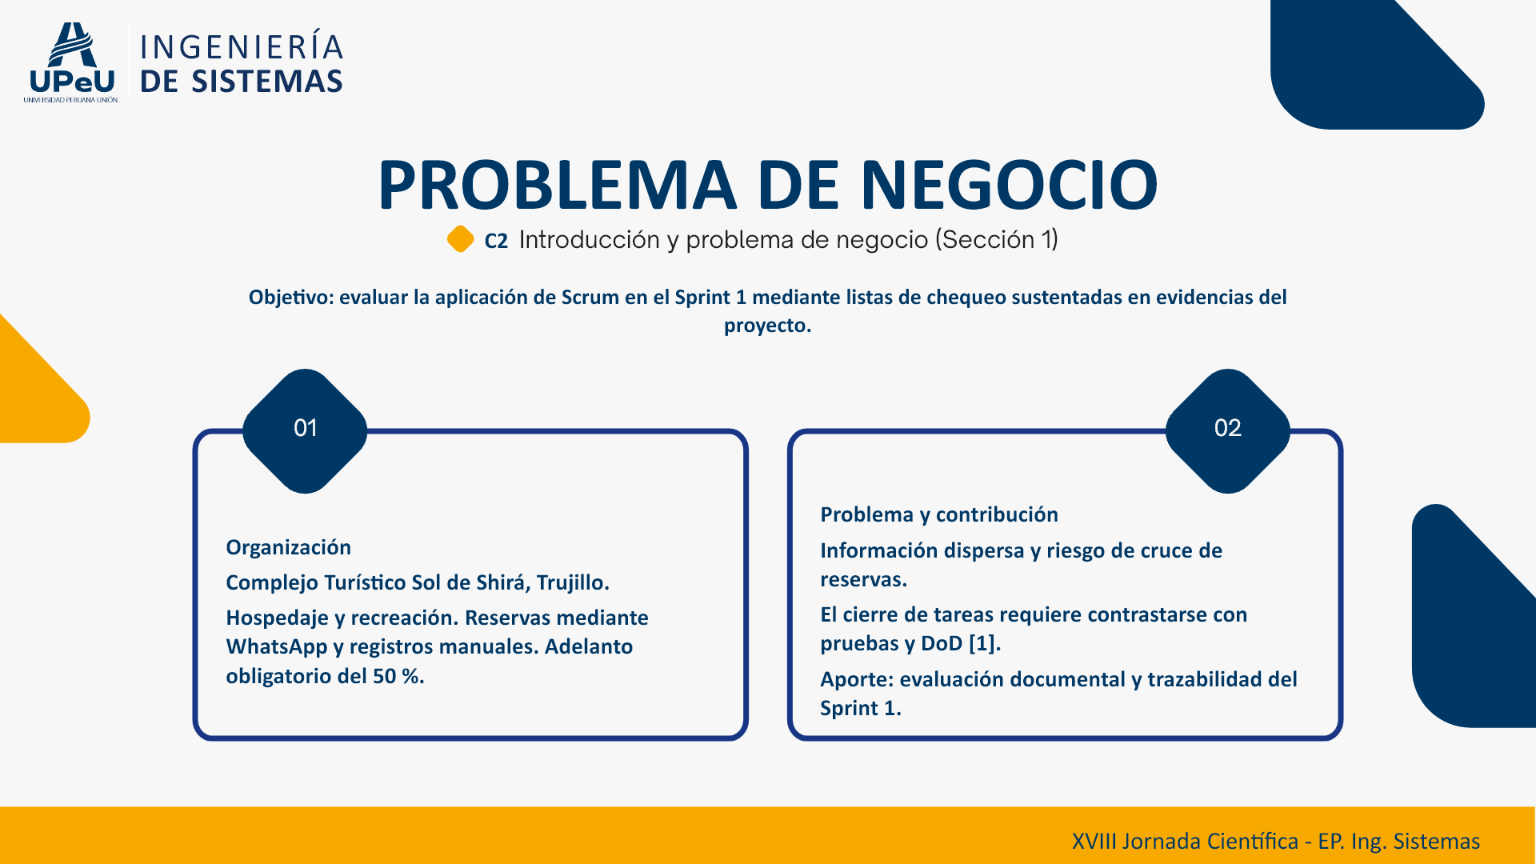 UPeU
UNIVERSIDAD PERUANA UNIÓN
INGENIERÍA
DE SISTEMAS
PROBLEMA DE NEGOCIO
C2 Introducción y problema de negocio (Sección 1)
Objetivo: evaluar la aplicación de Scrum en el Sprint 1 mediante listas de chequeo sustentadas en evidencias del
proyecto.
01
Organización
Complejo Turístico Sol de Shirá, Trujillo.
Hospedaje y recreación. Reservas mediante
WhatsApp y registros manuales. Adelanto
obligatorio del 50 %.
02
Problema y contribución
Información dispersa y riesgo de cruce de
reservas.
El cierre de tareas requiere contrastarse con
pruebas y DoD [1].
Aporte: evaluación documental y trazabilidad del
Sprint 1.
XVIII Jornada Científica - EP. Ing. Sistemas